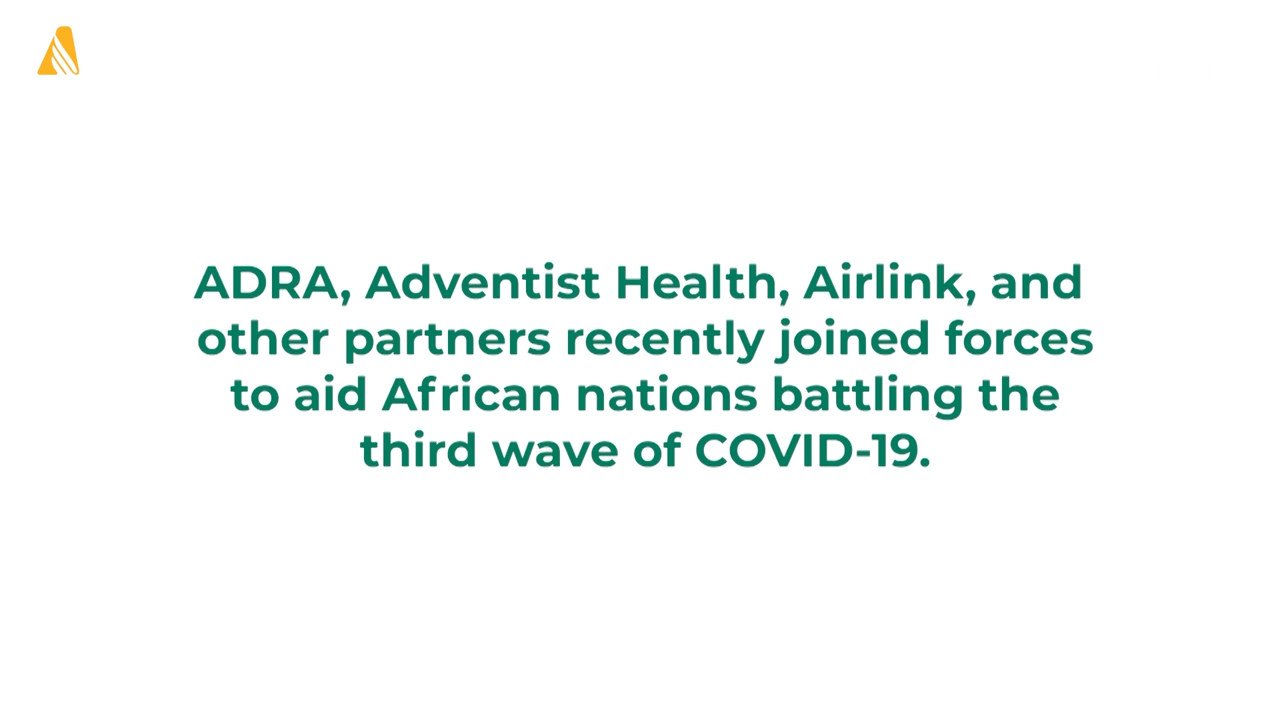 ADRA, Adventist Health, Airlink, and
other partners recently joined forces
to aid African nations battling the
third wave of COVID-19.